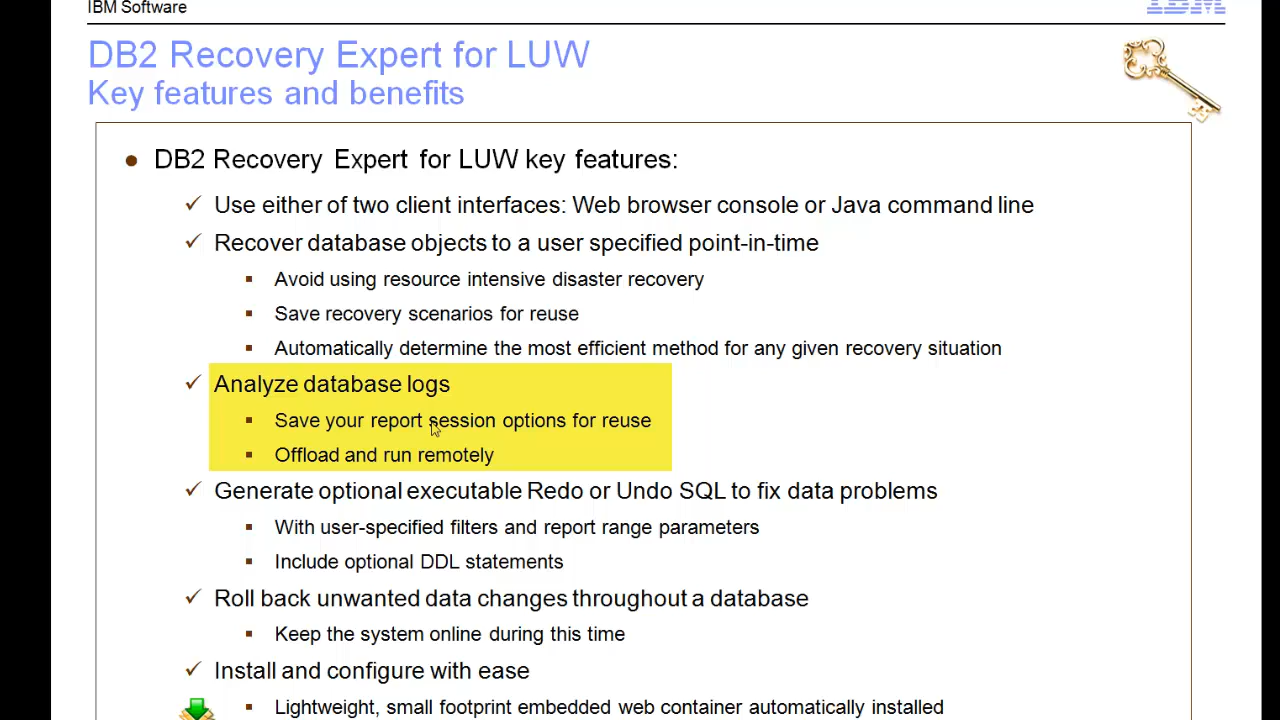 IBM Software
IBM
DB2 Recovery Expert for LUW
Key features and benefits
DB2 Recovery Expert for LUW key features:
Use either of two client interfaces: Web browser console or Java command line
Recover database objects to a user specified point-in-time
Avoid using resource intensive disaster recovery
Save recovery scenarios for reuse
Automatically determine the most efficient method for any given recovery situation
Analyze database logs
Save your report session options for reuse
Offload and run remotely
Generate optional executable Redo or Undo SQL to fix data problems
With user-specified filters and report range parameters
Include optional DDL statements
Roll back unwanted data changes throughout a database
Keep the system online during this time
Install and configure with ease
Lightweight, small footprint embedded web container automatically installed